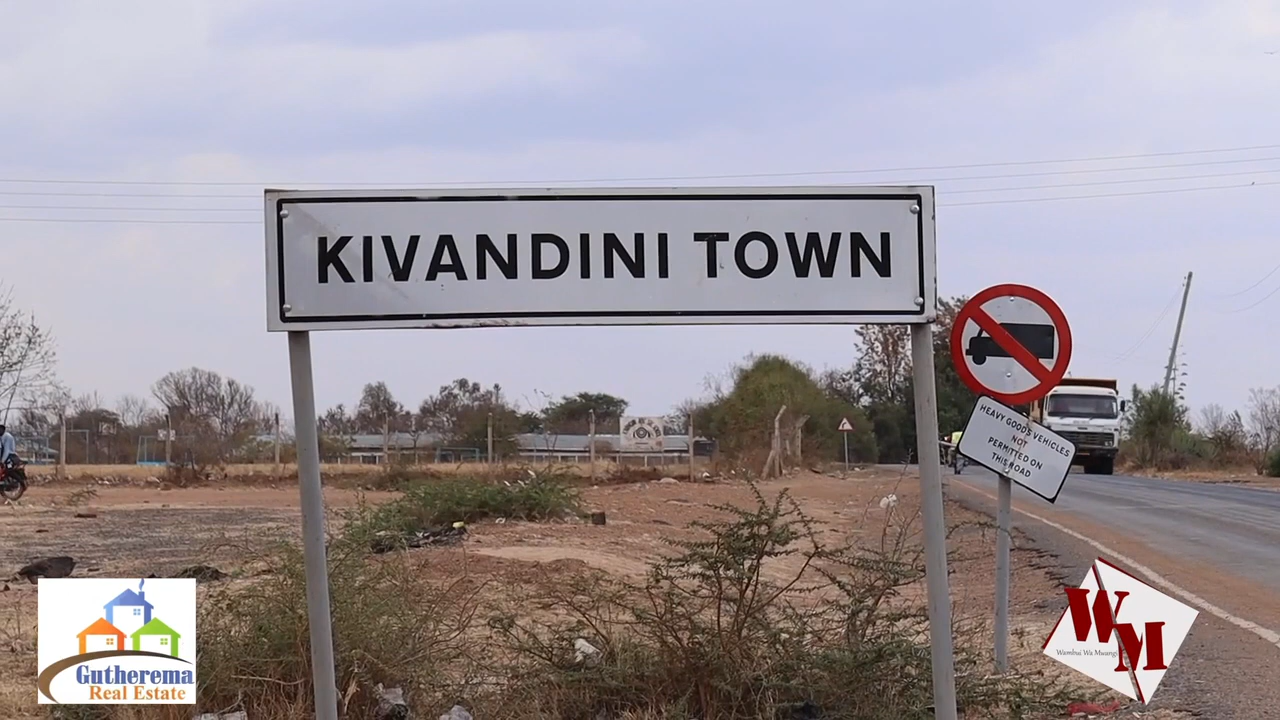 KIVANDINI TOWN
HEAVY GOODS VEHICLES
NOT
PERMITTED ON
THIS ROAD
Gutherema
Real Estate
WM
Wambui Wa Mwangi